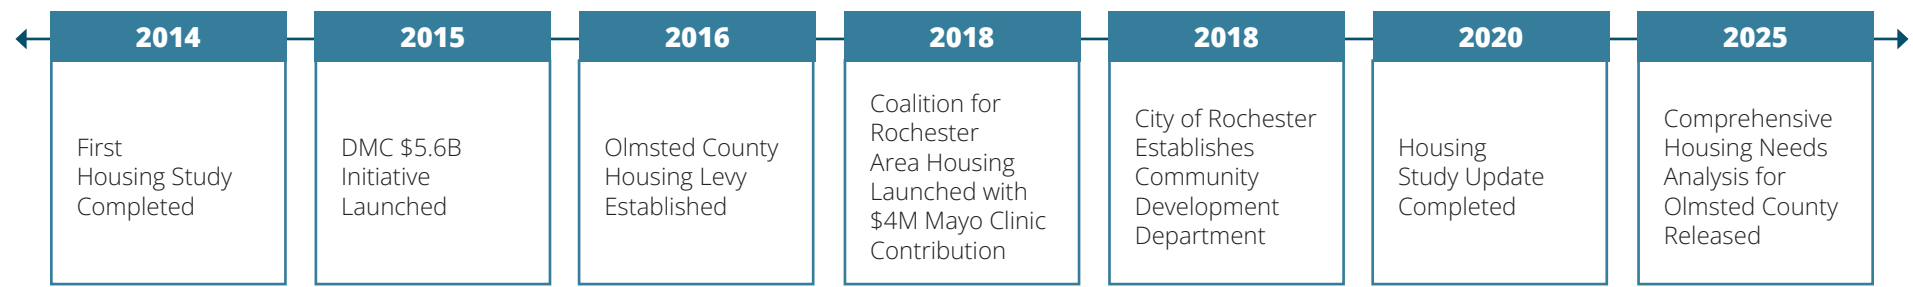 2014
First
Housing Study
Completed
2015
DMC $5.6B
Initiative
Launched
2016
Olmsted County
Housing Levy
Established
2018
Coalition for
Rochester
Area Housing
Launched with
$4M Mayo Clinic
Contribution
2018
City of Rochester
Establishes
Community
Development
Department
2020
Housing
Study Update
Completed
2025
Comprehensive
Housing Needs
Analysis for
Olmsted County
Released